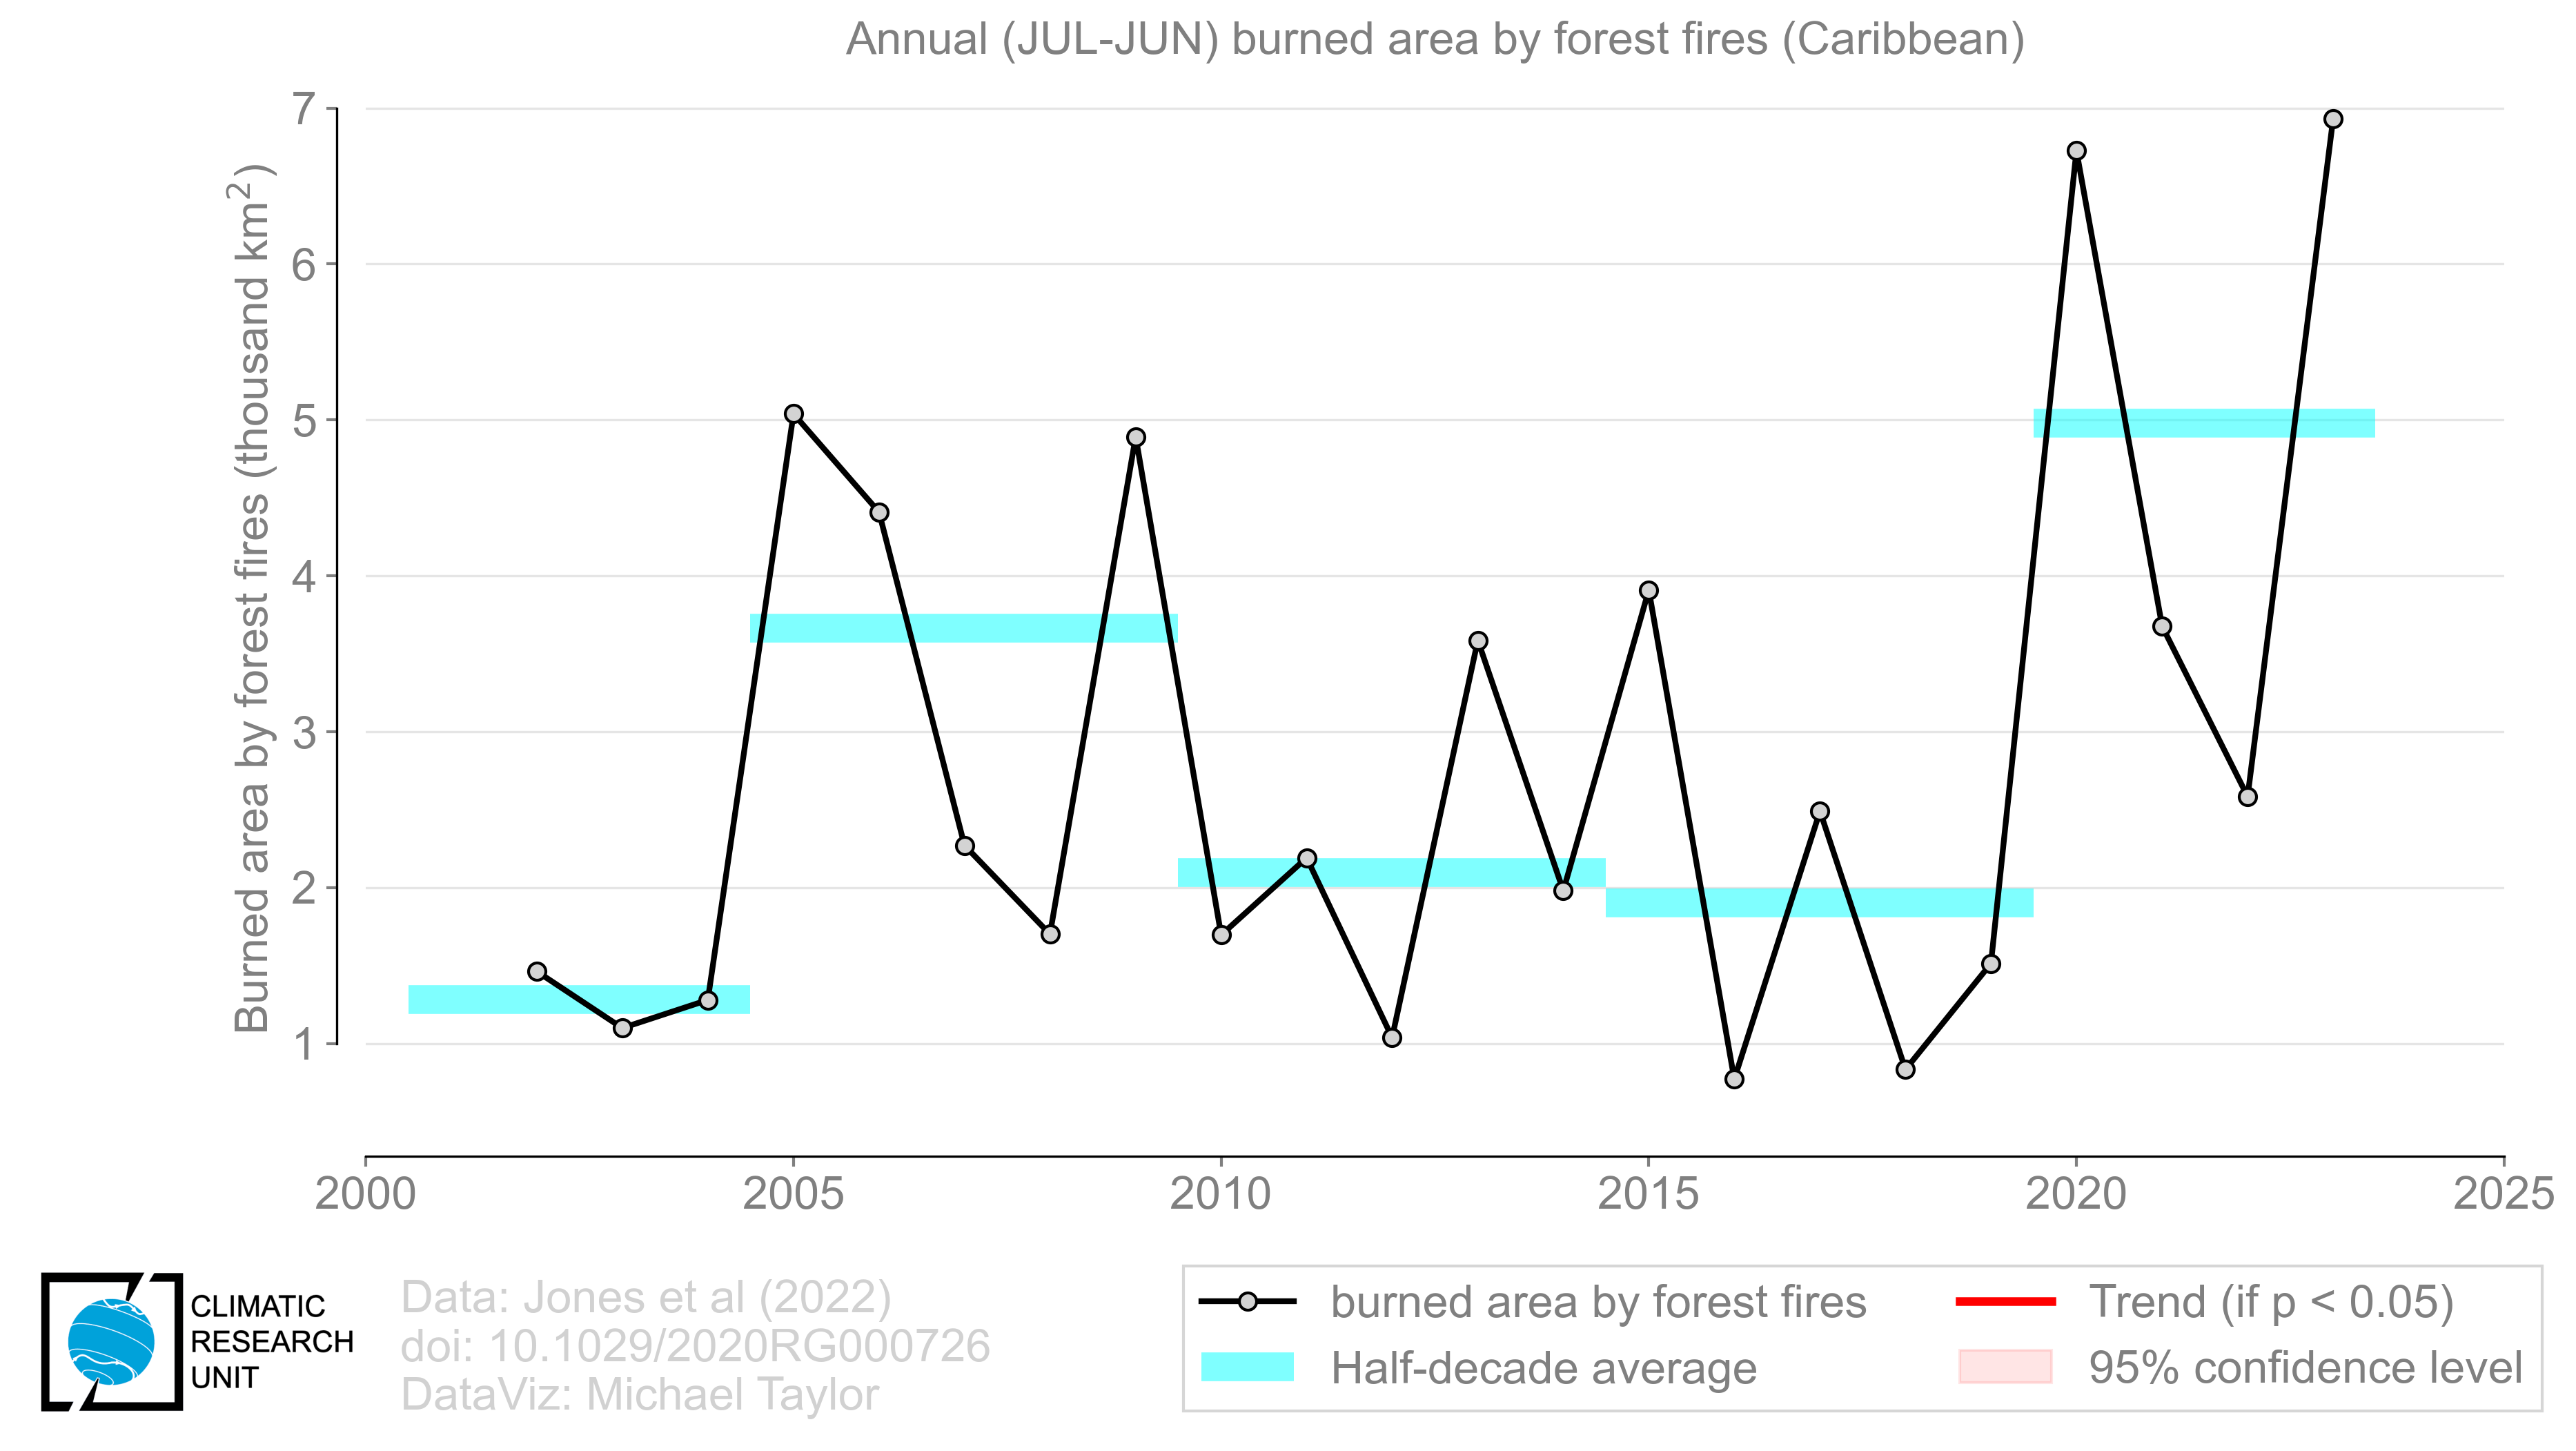 Annual (JUL-JUN) burned area by forest fires (Caribbean)
Burned area by forest fires (thousand km²)
7
6
5
4
3
2
1
2000
2005
2010
2015
2020
2025
CLIMATIC
RESEARCH
UNIT
Data: Jones et al (2022)
doi: 10.1029/2020RG000726
DataViz: Michael Taylor
burned area by forest fires
Half-decade average
Trend (if p < 0.05)
95% confidence level